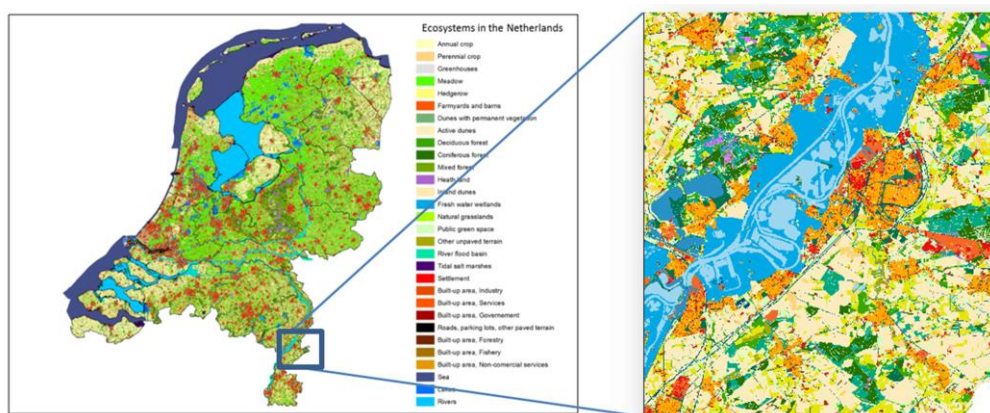 Ecosystems in the Netherlands
Annual crop
Perennial crop
Greenhouses
Meadow
Hedgerow
Farmyards and barns
Dunes with permanent vegetation
Active dunes
Deciduous forest
Coniferous forest
Mixed forest
Heath land
Inland dunes
Fresh water wetlands
Natural grasslands
Public green space
Other unpaved terrain
River flood basin
Tidal salt marshes
Settlement
Built-up area, Industry
Built-up area, Services
Built-up area, Governement
Roads, parking lots, other paved terrain
Built-up area, Forestry
Built-up area, Fishery
Built-up area, Non-comercial services
Sea
Lakes
Rivers